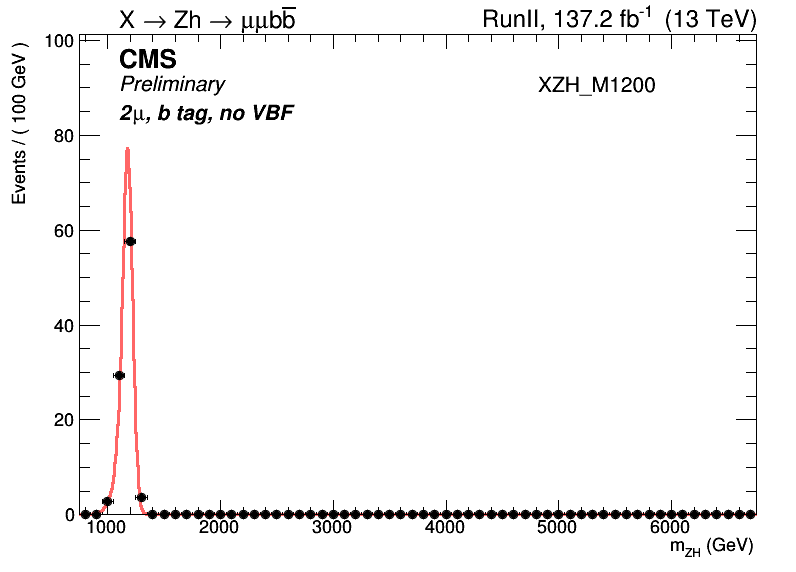 X → Zh → μμbb̅ RunII, 137.2 fb⁻¹ (13 TeV)
CMS
Preliminary
XZH_M1200
2μ, b tag, no VBF
Events / ( 100 GeV )
100
80
60
40
20
0
1000 2000 3000 4000 5000 6000
m_ZH (GeV)